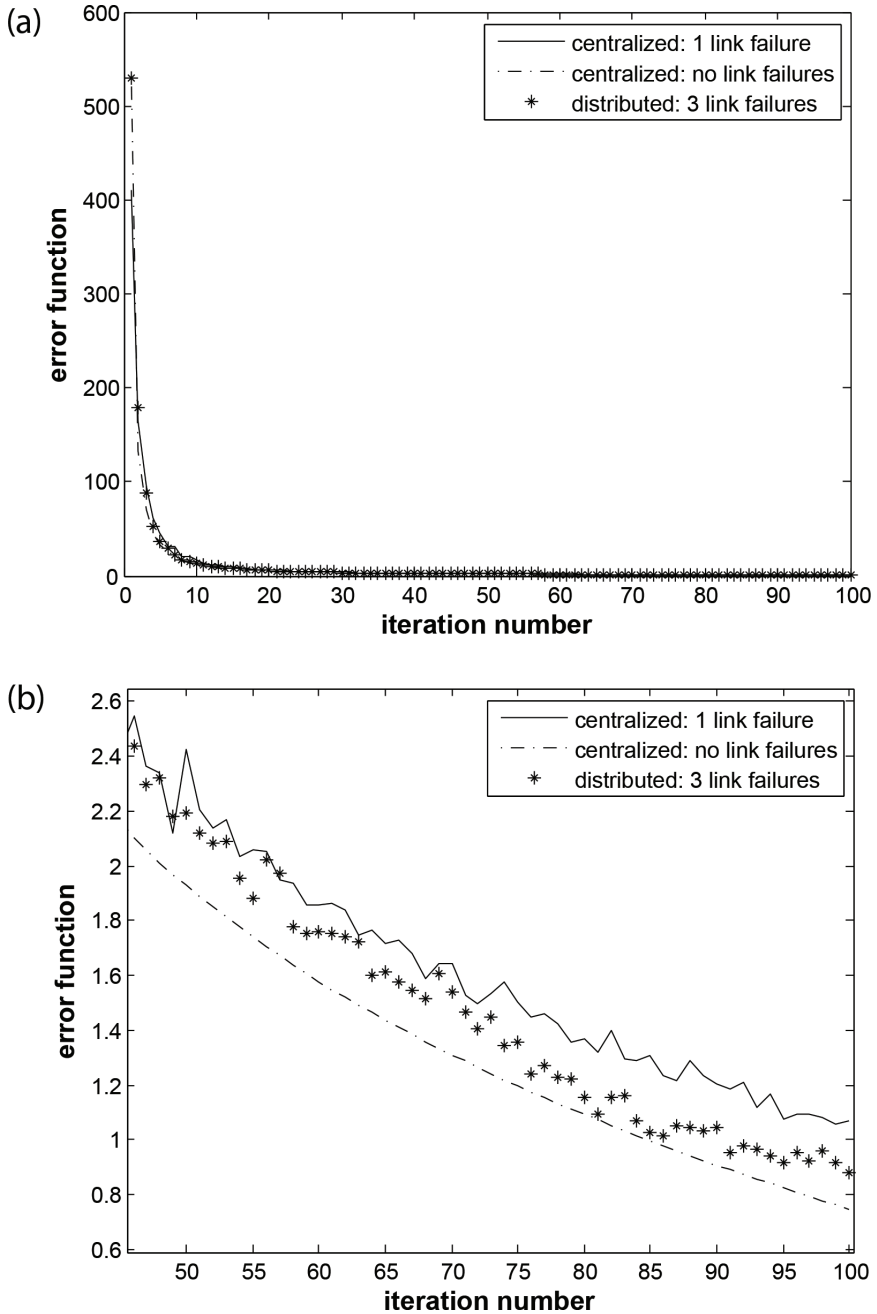 (a)
600
500
400
300
200
100
0
error function
centralized: 1 link failure
centralized: no link failures
distributed: 3 link failures
0 10 20 30 40 50 60 70 80 90 100
iteration number
(b)
2.6
2.4
2.2
2
1.8
1.6
1.4
1.2
1
0.8
0.6
error function
centralized: 1 link failure
centralized: no link failures
distributed: 3 link failures
50 55 60 65 70 75 80 85 90 95 100
iteration number